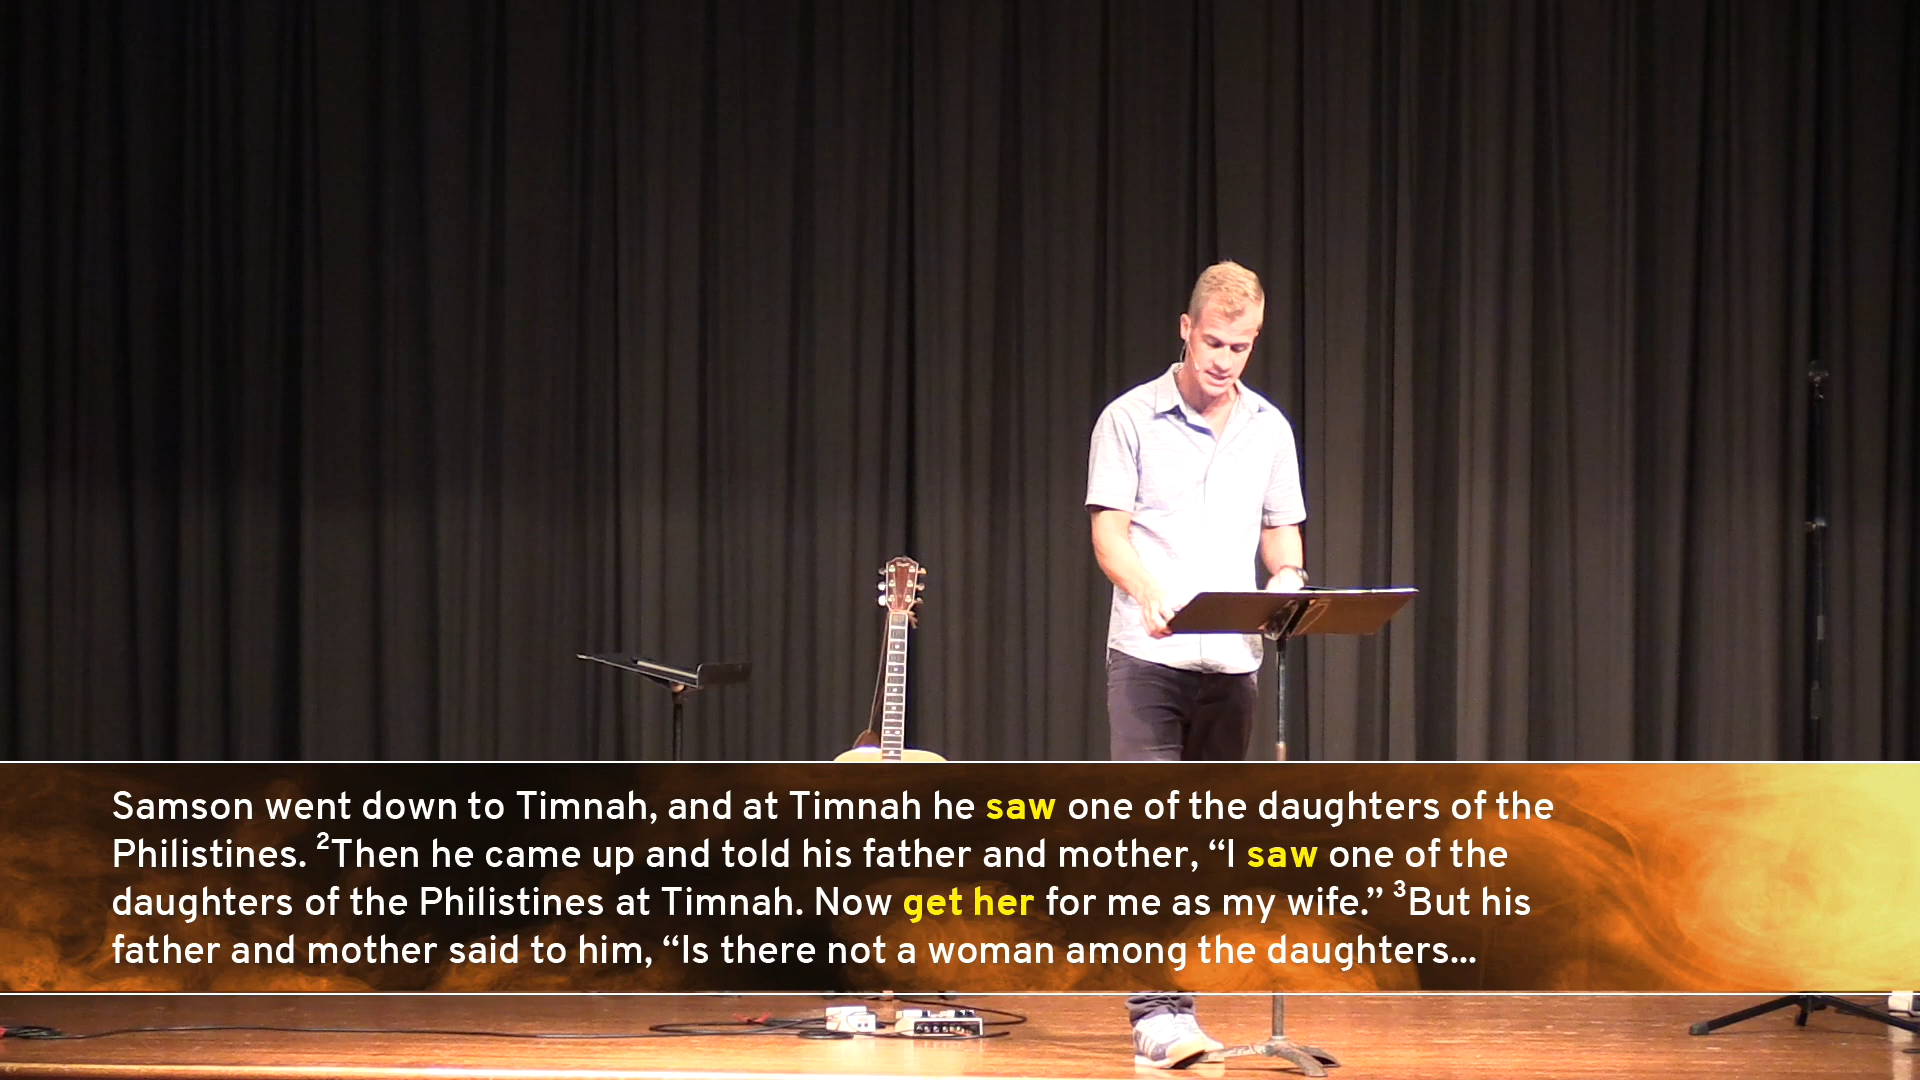 Samson went down to Timnah, and at Timnah he saw one of the daughters of the
Philistines. ²Then he came up and told his father and mother, “I saw one of the
daughters of the Philistines at Timnah. Now get her for me as my wife.” ³But his
father and mother said to him, “Is there not a woman among the daughters...